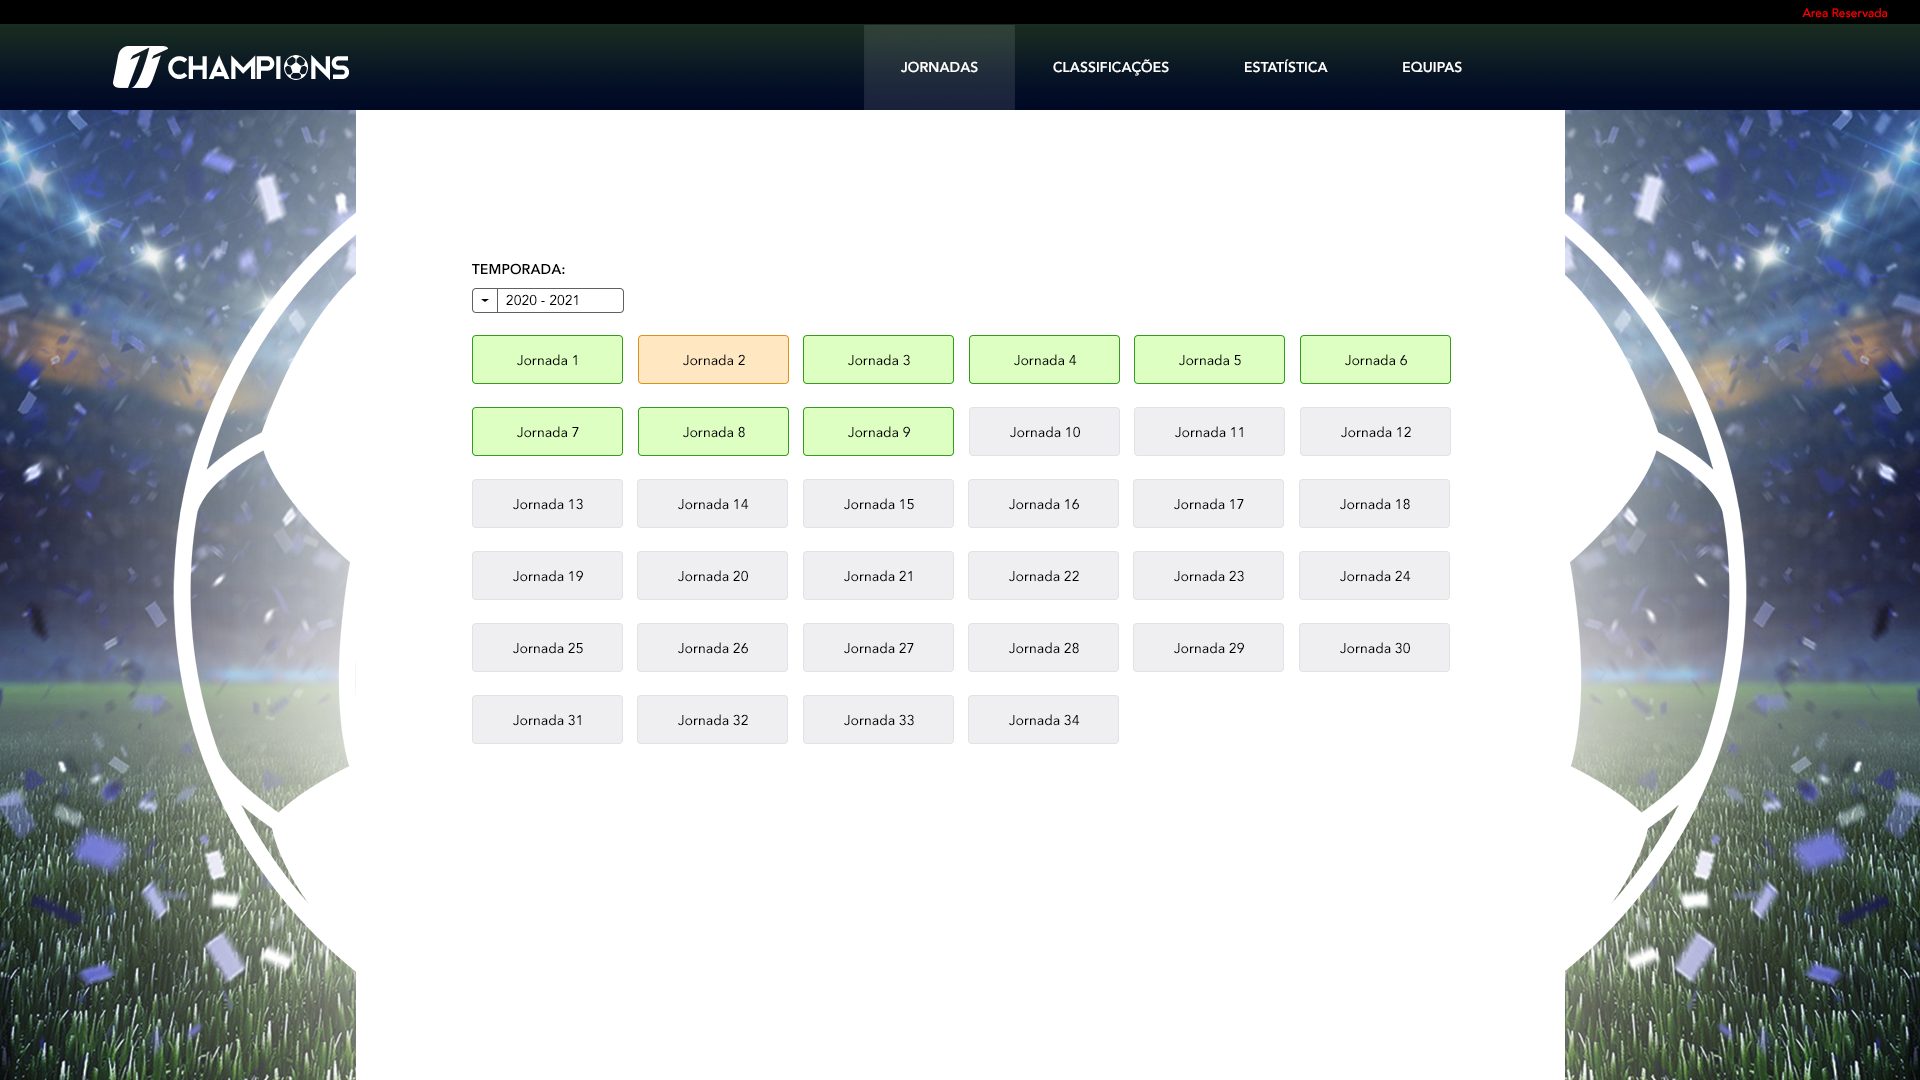 Area Reservada
11 CHAMPIONS
JORNADAS
CLASSIFICAÇÕES
ESTATÍSTICA
EQUIPAS
TEMPORADA:
2020 - 2021
Jornada 1
Jornada 2
Jornada 3
Jornada 4
Jornada 5
Jornada 6
Jornada 7
Jornada 8
Jornada 9
Jornada 10
Jornada 11
Jornada 12
Jornada 13
Jornada 14
Jornada 15
Jornada 16
Jornada 17
Jornada 18
Jornada 19
Jornada 20
Jornada 21
Jornada 22
Jornada 23
Jornada 24
Jornada 25
Jornada 26
Jornada 27
Jornada 28
Jornada 29
Jornada 30
Jornada 31
Jornada 32
Jornada 33
Jornada 34